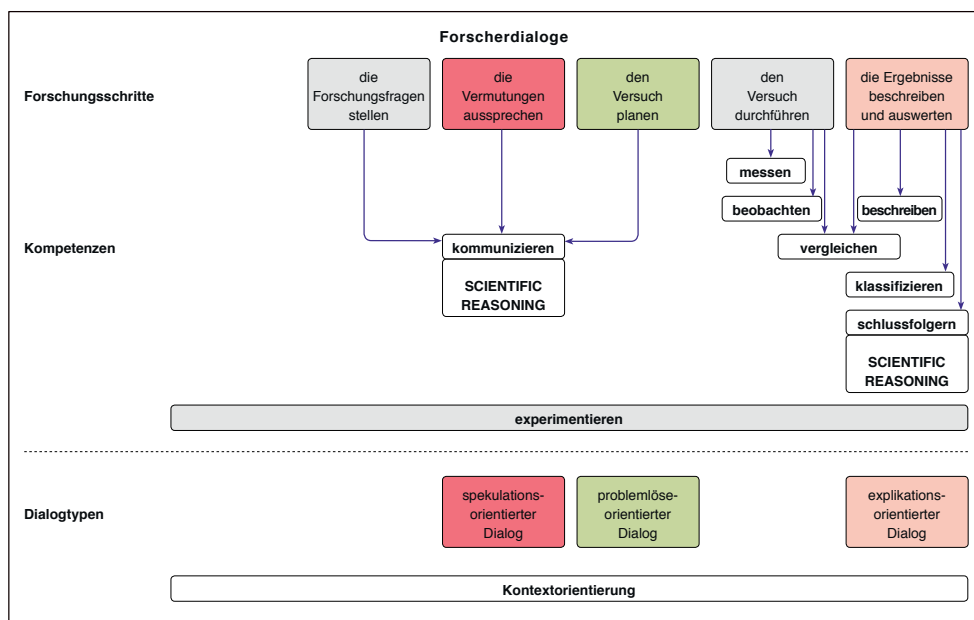 Forscherdialoge
Forschungsschritte
die
Forschungsfragen
stellen
die
Vermutungen
aussprechen
den
Versuch
planen
den
Versuch
durchführen
die Ergebnisse
beschreiben
und auswerten
messen
beobachten
beschreiben
Kompetenzen
kommunizieren
vergleichen
SCIENTIFIC
REASONING
klassifizieren
schlussfolgern
SCIENTIFIC
REASONING
experimentieren
Dialogtypen
spekulations-
orientierter
Dialog
problemlöse-
orientierter
Dialog
explikations-
orientierter
Dialog
Kontextorientierung